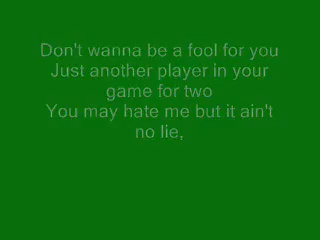 Don't wanna be a fool for you
Just another player in your
game for two
You may hate me but it ain't
no lie,